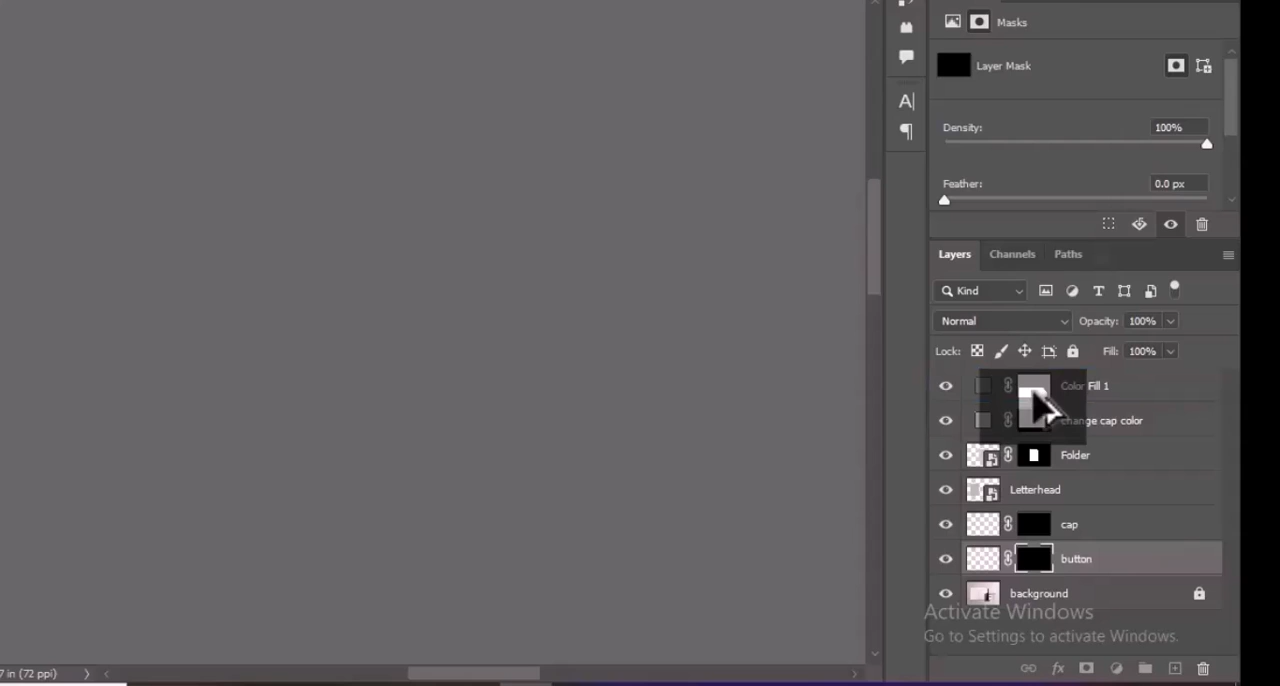 Masks
Layer Mask
Density: 100%
Feather: 0.0 px
Layers Channels Paths
Kind T
Normal Opacity: 100%
Lock: Fill: 100%
Color Fill 1
change cap color
Folder
Letterhead
cap
button
background
Activate Windows
Go to Settings to activate Windows.
7 in (72 ppi) fx
A|
¶